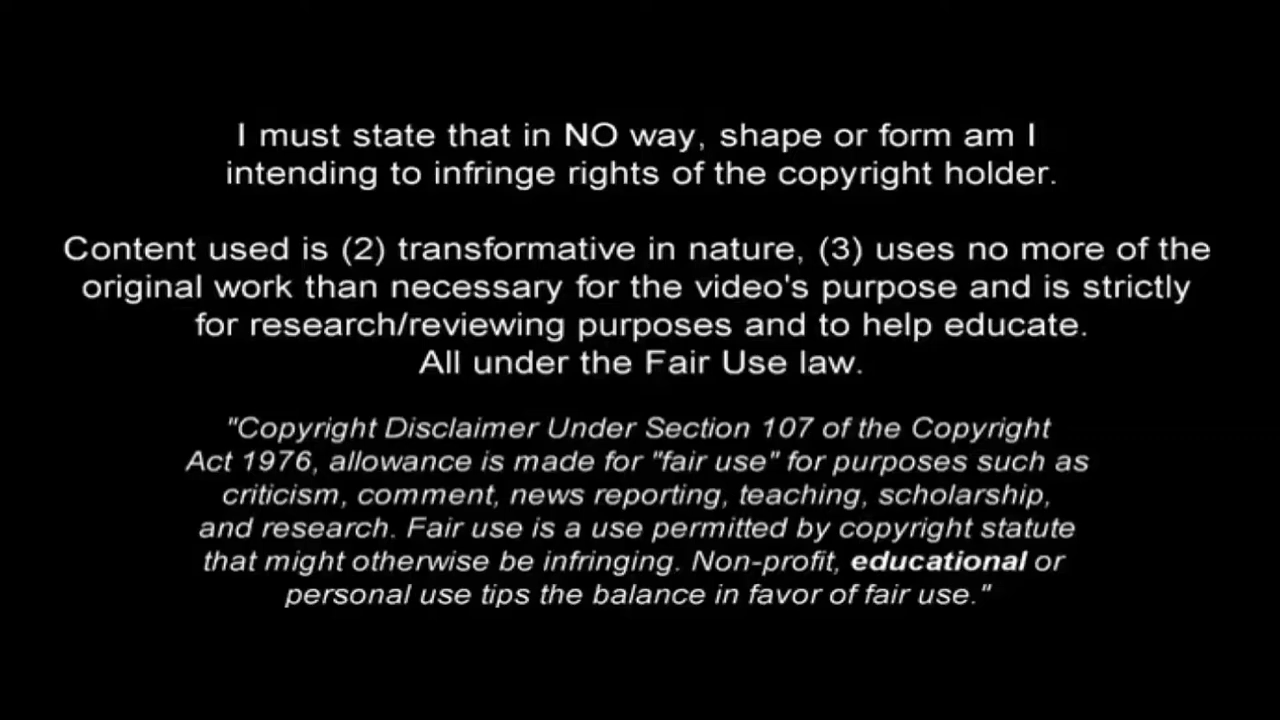 I must state that in NO way, shape or form am I
intending to infringe rights of the copyright holder.
Content used is (2) transformative in nature, (3) uses no more of the
original work than necessary for the video's purpose and is strictly
for research/reviewing purposes and to help educate.
All under the Fair Use law.
"Copyright Disclaimer Under Section 107 of the Copyright
Act 1976, allowance is made for "fair use" for purposes such as
criticism, comment, news reporting, teaching, scholarship,
and research. Fair use is a use permitted by copyright statute
that might otherwise be infringing. Non-profit, educational or
personal use tips the balance in favor of fair use."